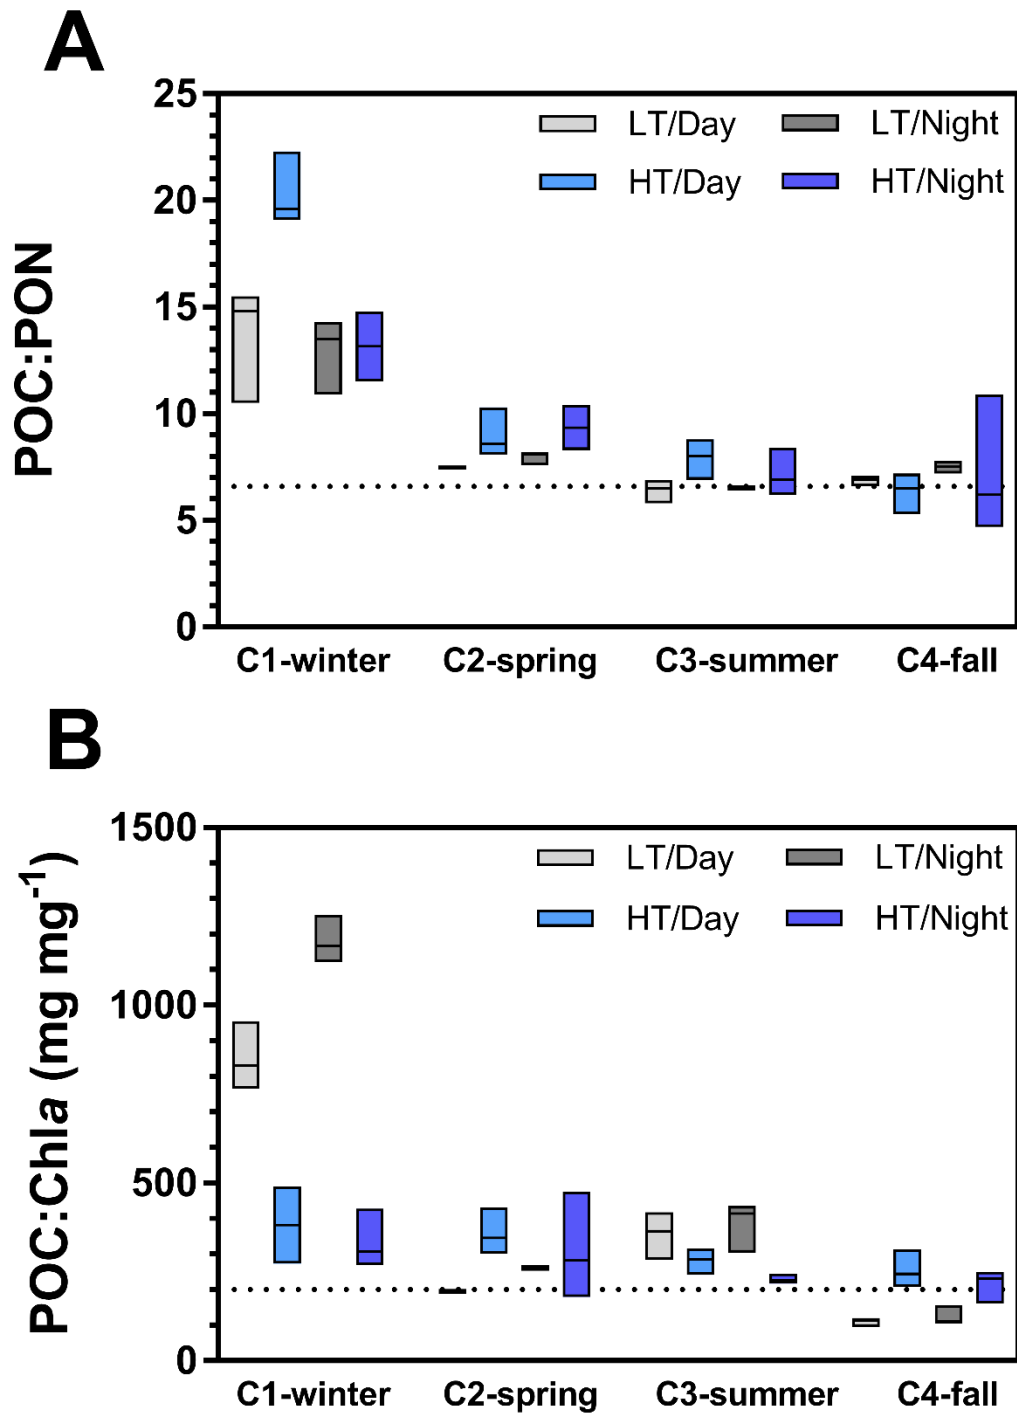 A
25
20
15
10
5
0
POC:PON
LT/Day
LT/Night
HT/Day
HT/Night
C1-winter
C2-spring
C3-summer
C4-fall
B
1500
1000
500
0
POC:Chla (mg mg⁻¹)
LT/Day
LT/Night
HT/Day
HT/Night
C1-winter
C2-spring
C3-summer
C4-fall